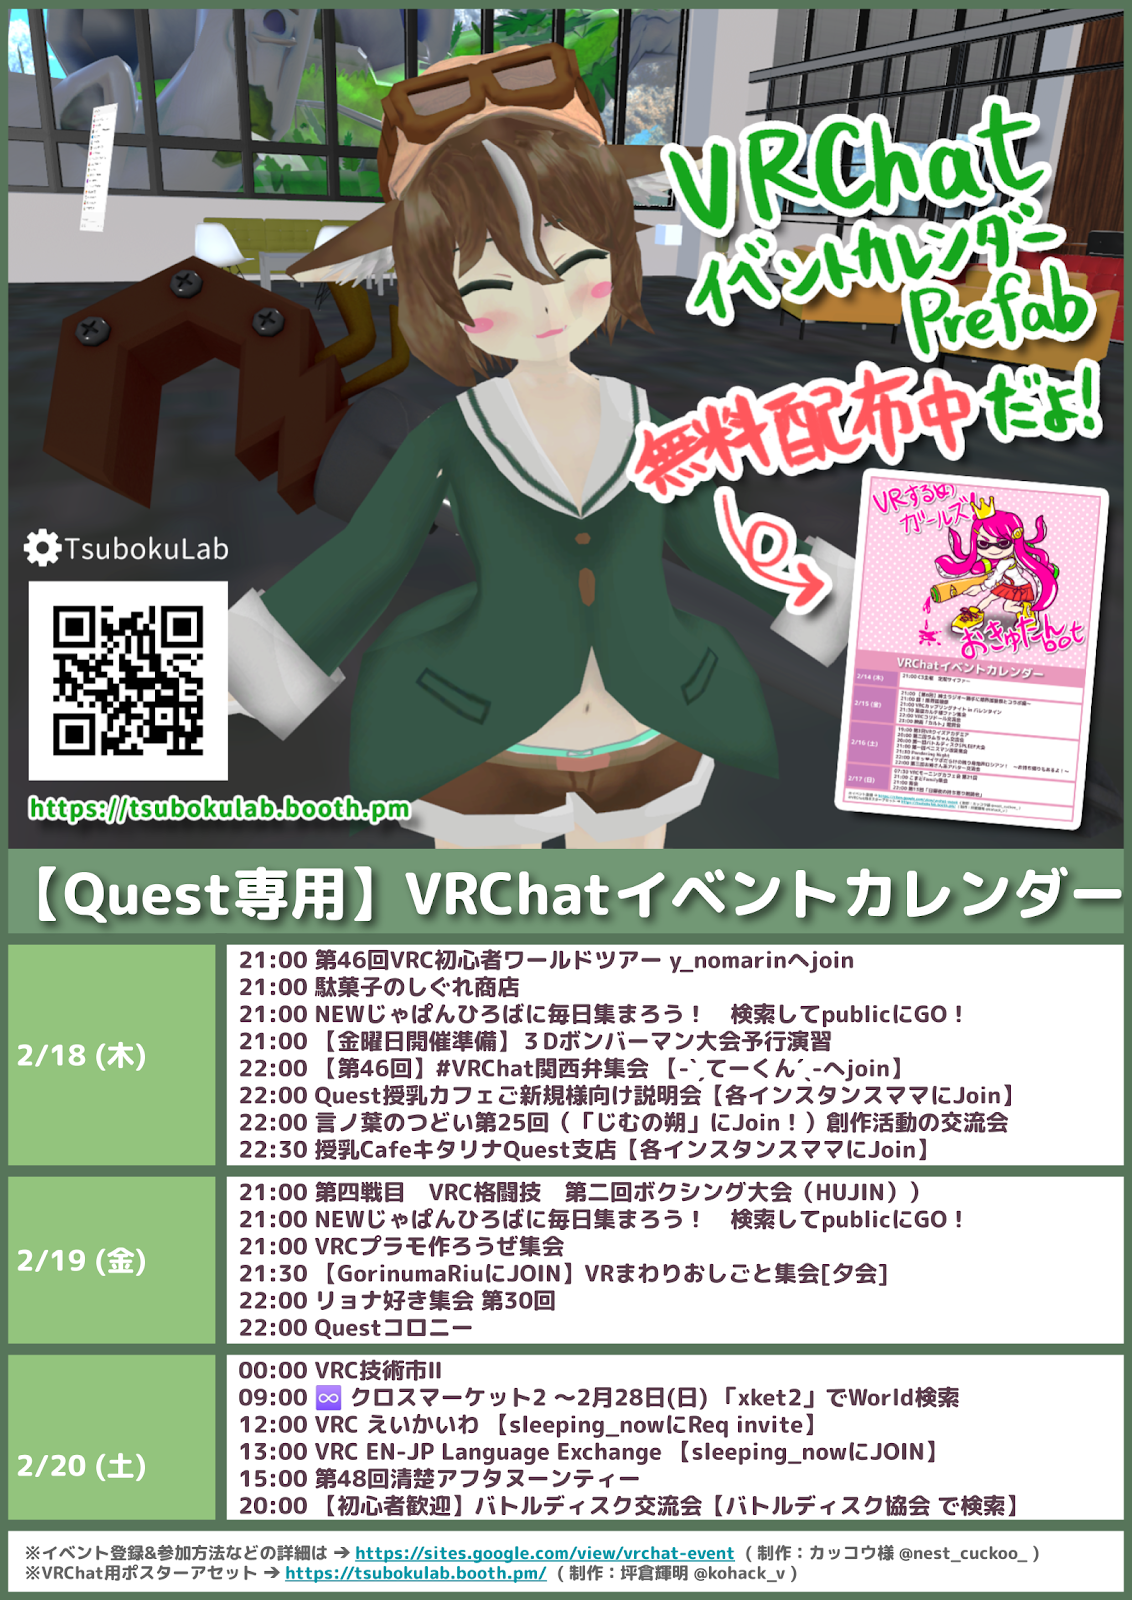 VRChat
イベントカレンダー
Prefab
無料配布中だよ!
TsubokuLab
https://tsubokulab.booth.pm
VRするめ
ガールズ
おきゅたんbot
VRChatイベントカレンダー
2/14 (木)
2/15 (金)
2/16 (土)
2/17 (日)
【Quest専用】VRChatイベントカレンダー
2/18 (木)
21:00 第46回VRC初心者ワールドツアー y_nomarinへjoin
21:00 駄菓子のしぐれ商店
21:00 NEWじゃぱんひろばに毎日集まろう！　検索してpublicにGO！
21:00 【金曜日開催準備】３Dボンバーマン大会予行演習
22:00 【第46回】#VRChat関西弁集会 【-`ˏてーくん´ˎ-へjoin】
22:00 Quest授乳カフェご新規様向け説明会【各インスタンスママにJoin】
22:00 言ノ葉のつどい第25回（「じむの朔」にJoin！）創作活動の交流会
22:30 授乳CafeキタリナQuest支店【各インスタンスママにJoin】
2/19 (金)
21:00 第四戦目　VRC格闘技　第二回ボクシング大会（HUJIN））
21:00 NEWじゃぱんひろばに毎日集まろう！　検索してpublicにGO！
21:00 VRCプラモ作ろうぜ集会
21:30 【GorinumaRiuにJOIN】VRまわりおしごと集会[夕会]
22:00 リョナ好き集会 第30回
22:00 Questコロニー
2/20 (土)
00:00 VRC技術市II
09:00 ♾ クロスマーケット2 〜2月28日(日) 「xket2」でWorld検索
12:00 VRC えいかいわ 【sleeping_nowにReq invite】
13:00 VRC EN-JP Language Exchange 【sleeping_nowにJOIN】
15:00 第48回清楚アフタヌーンティー
20:00 【初心者歓迎】バトルディスク交流会【バトルディスク協会 で検索】
※イベント登録&参加方法などの詳細は ➔ https://sites.google.com/view/vrchat-event ( 制作：カッコウ様 @nest_cuckoo_ )
※VRChat用ポスターアセット ➔ https://tsubokulab.booth.pm/ ( 制作：坪倉輝明 @kohack_v )